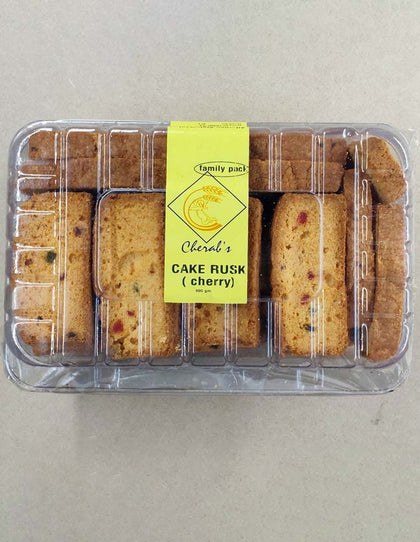 family pack
Cherab's
CAKE RUSK
( cherry)